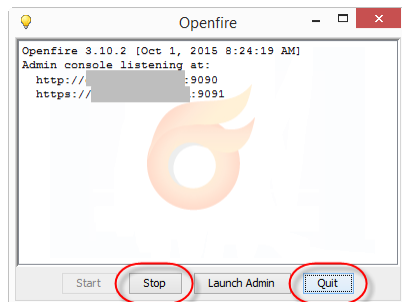 Openfire
Openfire 3.10.2 [Oct 1, 2015 8:24:19 AM]
Admin console listening at:
http:// :9090
https:// :9091
Start Stop Launch Admin Quit